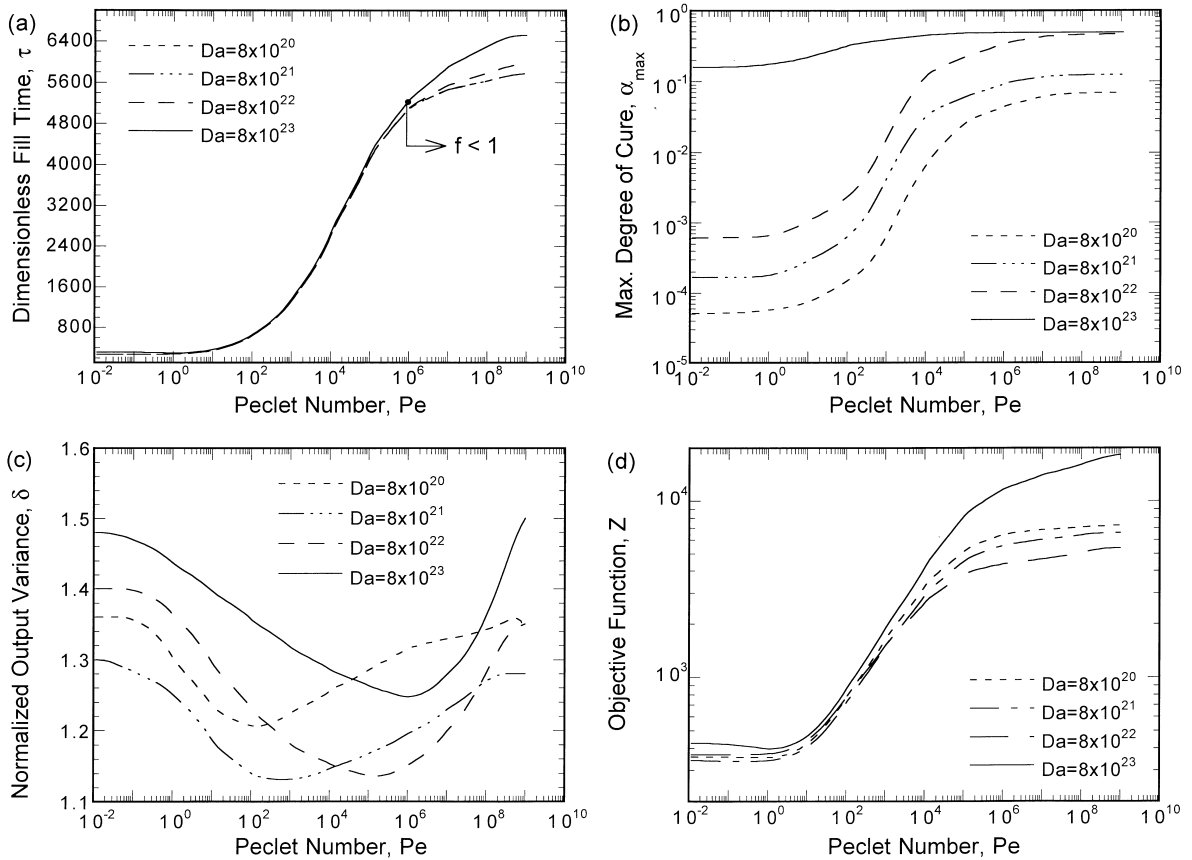 (a)
Dimensionless Fill Time, τ
6400
5600
4800
4000
3200
2400
1600
800
Da=8x10^20
Da=8x10^21
Da=8x10^22
Da=8x10^23
f < 1
10^-2 10^0 10^2 10^4 10^6 10^8 10^10
Peclet Number, Pe
(b)
Max. Degree of Cure, α_max
10^0
10^-1
10^-2
10^-3
10^-4
10^-5
Da=8x10^20
Da=8x10^21
Da=8x10^22
Da=8x10^23
10^-2 10^0 10^2 10^4 10^6 10^8 10^10
Peclet Number, Pe
(c)
Normalized Output Variance, δ
1.6
1.5
1.4
1.3
1.2
1.1
Da=8x10^20
Da=8x10^21
Da=8x10^22
Da=8x10^23
10^-2 10^0 10^2 10^4 10^6 10^8 10^10
Peclet Number, Pe
(d)
Objective Function, Z
10^4
10^3
Da=8x10^20
Da=8x10^21
Da=8x10^22
Da=8x10^23
10^-2 10^0 10^2 10^4 10^6 10^8 10^10
Peclet Number, Pe